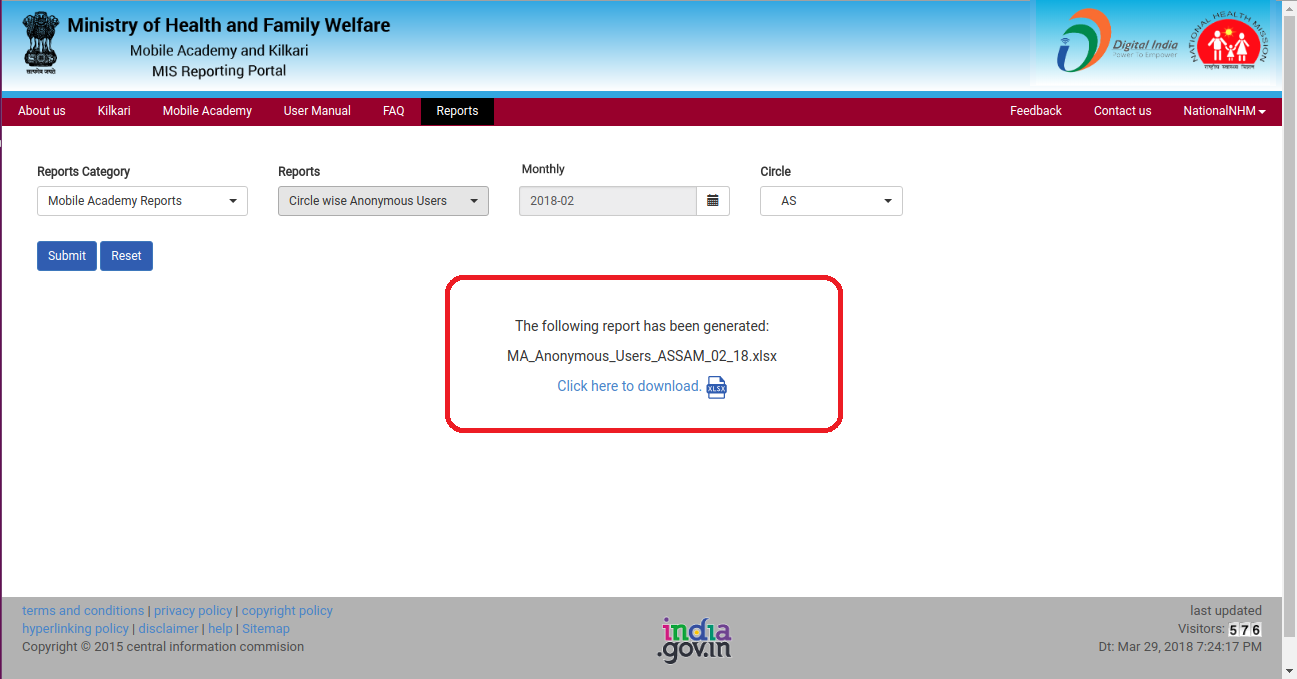 Ministry of Health and Family Welfare
Mobile Academy and Kilkari
MIS Reporting Portal
सत्यमेव जयते
Digital India
Power To Empower
NATIONAL HEALTH MISSION
राष्ट्रीय स्वास्थ्य मिशन
About us Kilkari Mobile Academy User Manual FAQ Reports Feedback Contact us NationalNHM
Reports Category Reports Monthly Circle
Mobile Academy Reports Circle wise Anonymous Users 2018-02 AS
Submit Reset
The following report has been generated:
MA_Anonymous_Users_ASSAM_02_18.xlsx
Click here to download. XLSX
terms and conditions | privacy policy | copyright policy
hyperlinking policy | disclaimer | help | Sitemap
Copyright © 2015 central information commision
india
.gov.in
last updated
Visitors: 576
Dt: Mar 29, 2018 7:24:17 PM